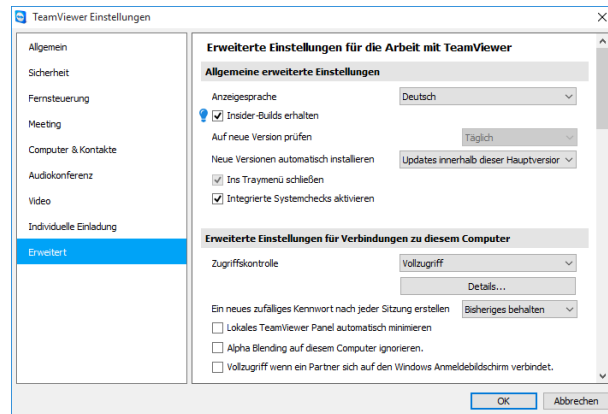 TeamViewer Einstellungen
Allgemein
Sicherheit
Fernsteuerung
Meeting
Computer & Kontakte
Audiokonferenz
Video
Individuelle Einladung
Erweitert
Erweiterte Einstellungen für die Arbeit mit TeamViewer
Allgemeine erweiterte Einstellungen
Anzeigesprache Deutsch
Insider-Builds erhalten
Auf neue Version prüfen Täglich
Neue Versionen automatisch installieren Updates innerhalb dieser Hauptversior
Ins Traymenü schließen
Integrierte Systemchecks aktivieren
Erweiterte Einstellungen für Verbindungen zu diesem Computer
Zugriffskontrolle Vollzugriff
Details...
Ein neues zufälliges Kennwort nach jeder Sitzung erstellen Bisheriges behalten
Lokales TeamViewer Panel automatisch minimieren
Alpha Blending auf diesem Computer ignorieren.
Vollzugriff wenn ein Partner sich auf den Windows Anmeldebildschirm verbindet.
OK Abbrechen